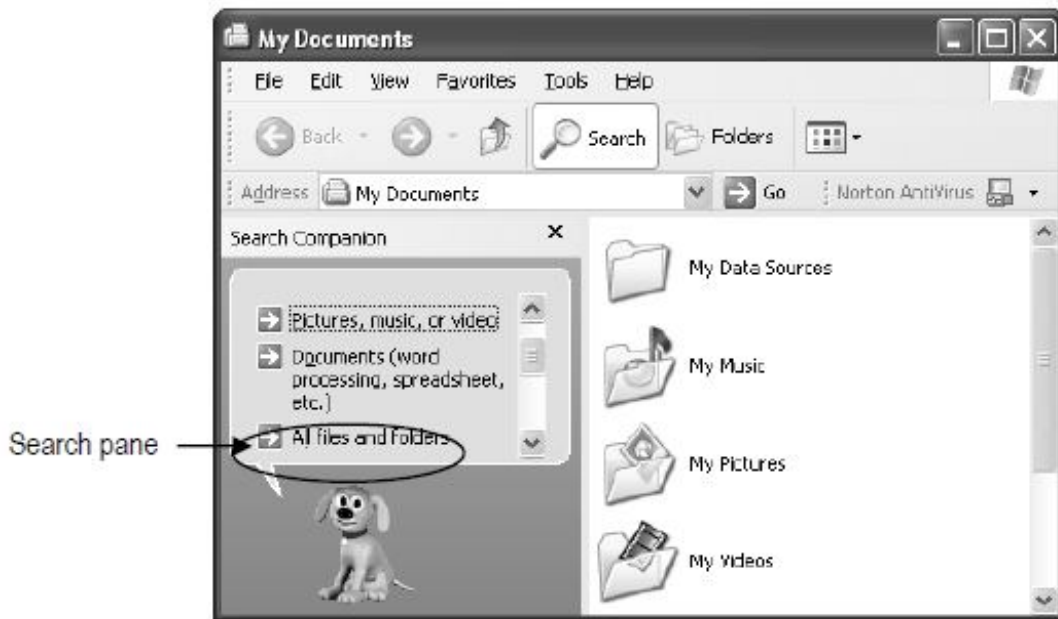 My Documents
File Edit View Favorites Tools Help
Back Search Folders
Address My Documents Go Norton AntiVirus
Search Companion
My Data Sources
Pictures, music, or video
Documents (word
processing, spreadsheet,
etc.)
My Music
All files and folders
Search pane
My Pictures
My Videos